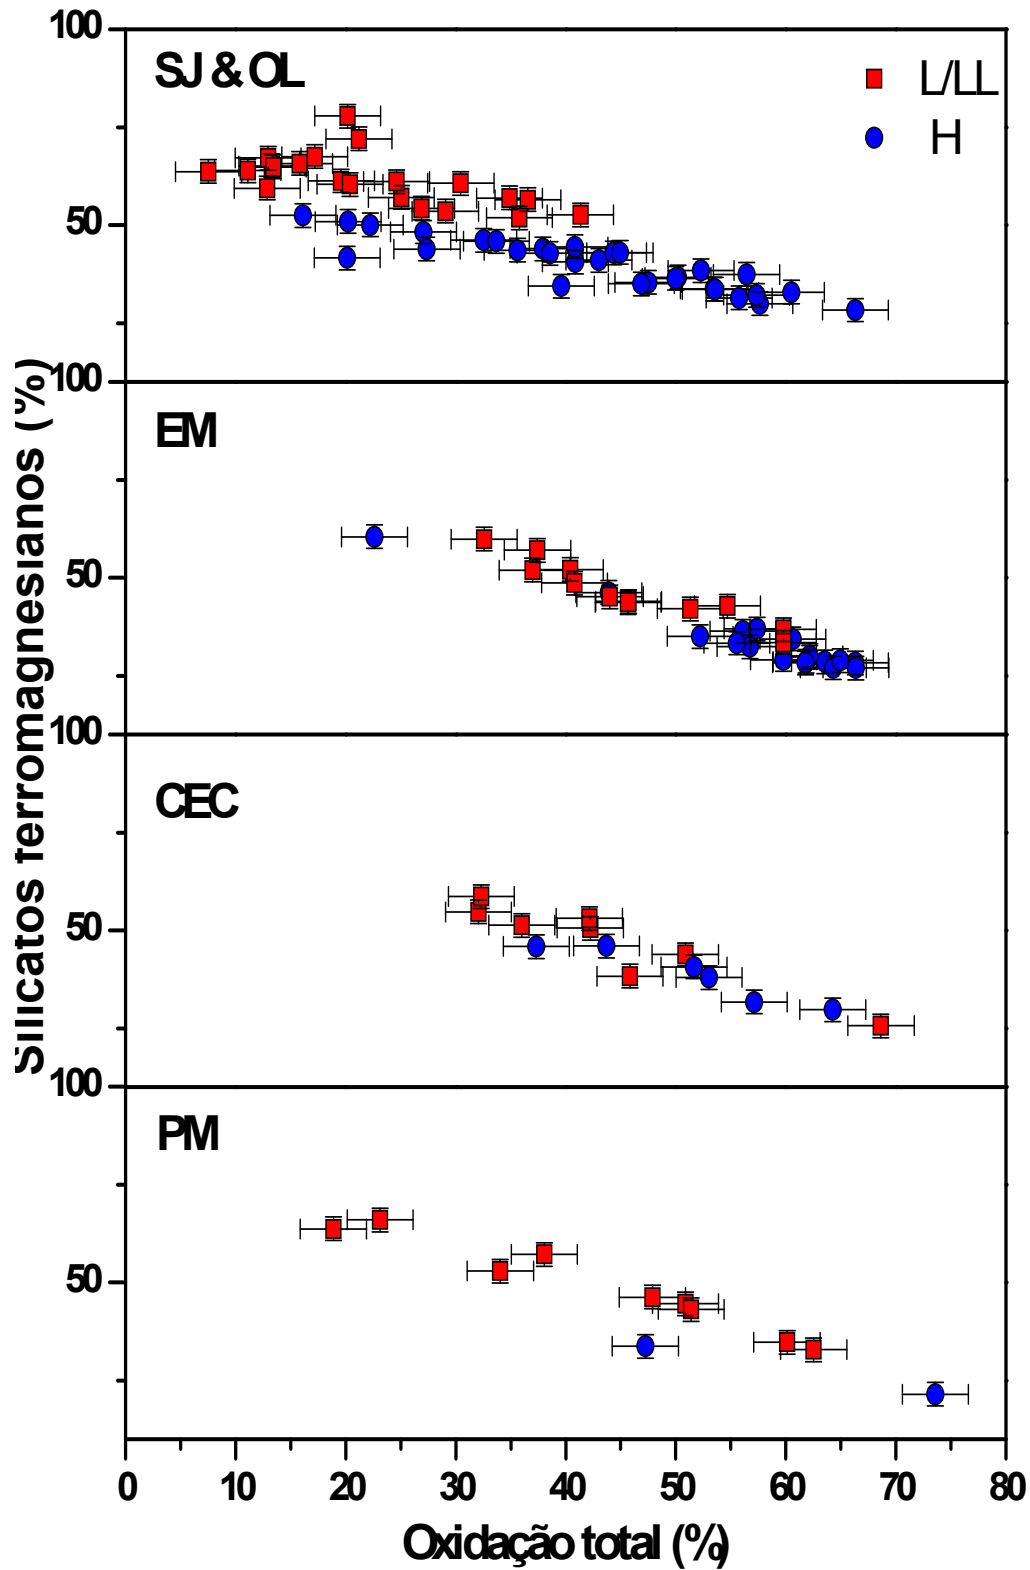 Silicatos ferromagnesianos (%)
100
SJ & OL
L/LL
H
50
100
EM
50
100
CEC
50
100
PM
50
0 10 20 30 40 50 60 70 80
Oxidação total (%)